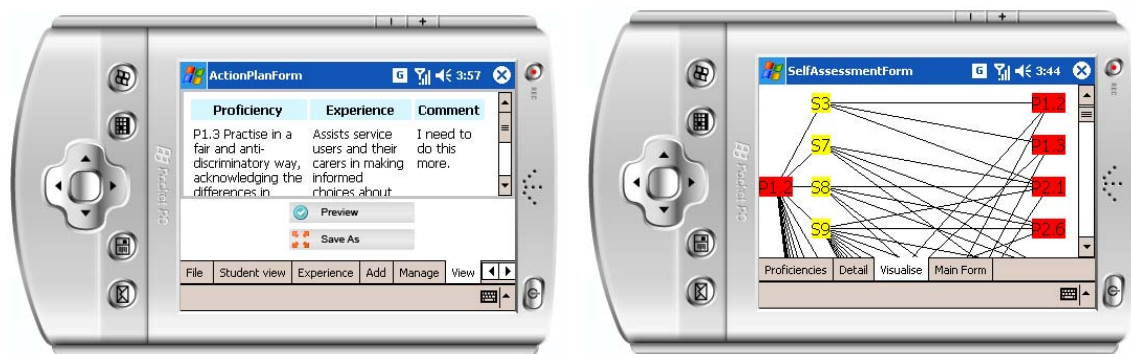 ActionPlanForm G 3:57
REC
Proficiency Experience Comment
P1.3 Practise in a
fair and anti-
discriminatory way,
acknowledging the
differences in
Assists service
users and their
carers in making
informed
choices about
I need to
do this
more.
Preview
Save As
File Student view Experience Add Manage View
Pocket PC
SelfAssessmentForm G 3:44
REC
S3 P1.2
S7 P1.3
P1.2 S8 P2.1
S9 P2.6
Proficiencies Detail Visualise Main Form
Pocket PC